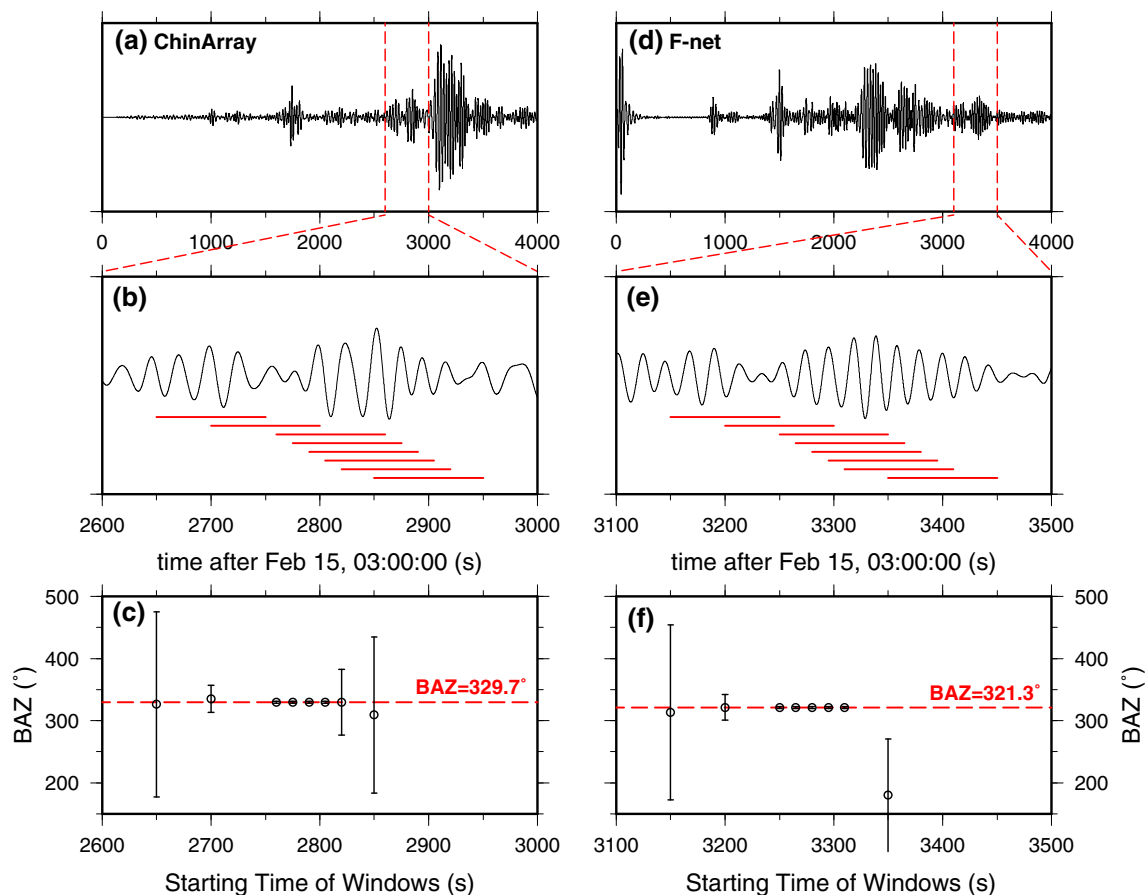 (a) ChinArray
0 1000 2000 3000 4000
(b)
2600 2700 2800 2900 3000
time after Feb 15, 03:00:00 (s)
(c)
500
400
300
200
BAZ (°)
BAZ=329.7°
2600 2700 2800 2900 3000
Starting Time of Windows (s)
(d) F-net
0 1000 2000 3000 4000
(e)
3100 3200 3300 3400 3500
time after Feb 15, 03:00:00 (s)
(f)
500
400
300
200
BAZ (°)
BAZ=321.3°
3100 3200 3300 3400 3500
Starting Time of Windows (s)